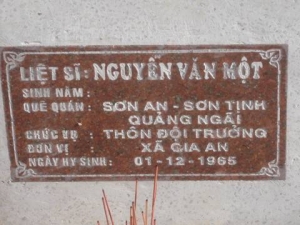 LIỆT SĨ: NGUYỄN VĂN MỘT
SINH NĂM :
QUÊ QUÁN: SƠN AN - SƠN TỊNH
QUẢNG NGÃI
CHỨC VỤ : THÔN ĐỘI TRƯỞNG
ĐƠN VỊ : XÃ GIA AN
NGÀY HY SINH: 01-12-1965